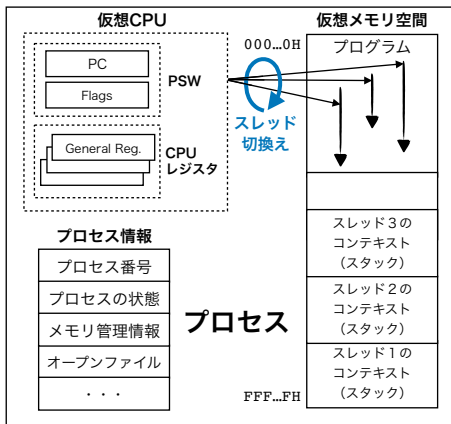 仮想CPU
PC
Flags
PSW
General Reg.
CPU
レジスタ
スレッド
切換え
仮想メモリ空間
000…0H
プログラム
スレッド３の
コンテキスト
（スタック）
スレッド２の
コンテキスト
（スタック）
スレッド１の
コンテキスト
（スタック）
FFF…FH
プロセス情報
プロセス番号
プロセスの状態
メモリ管理情報
オープンファイル
・・・
プロセス